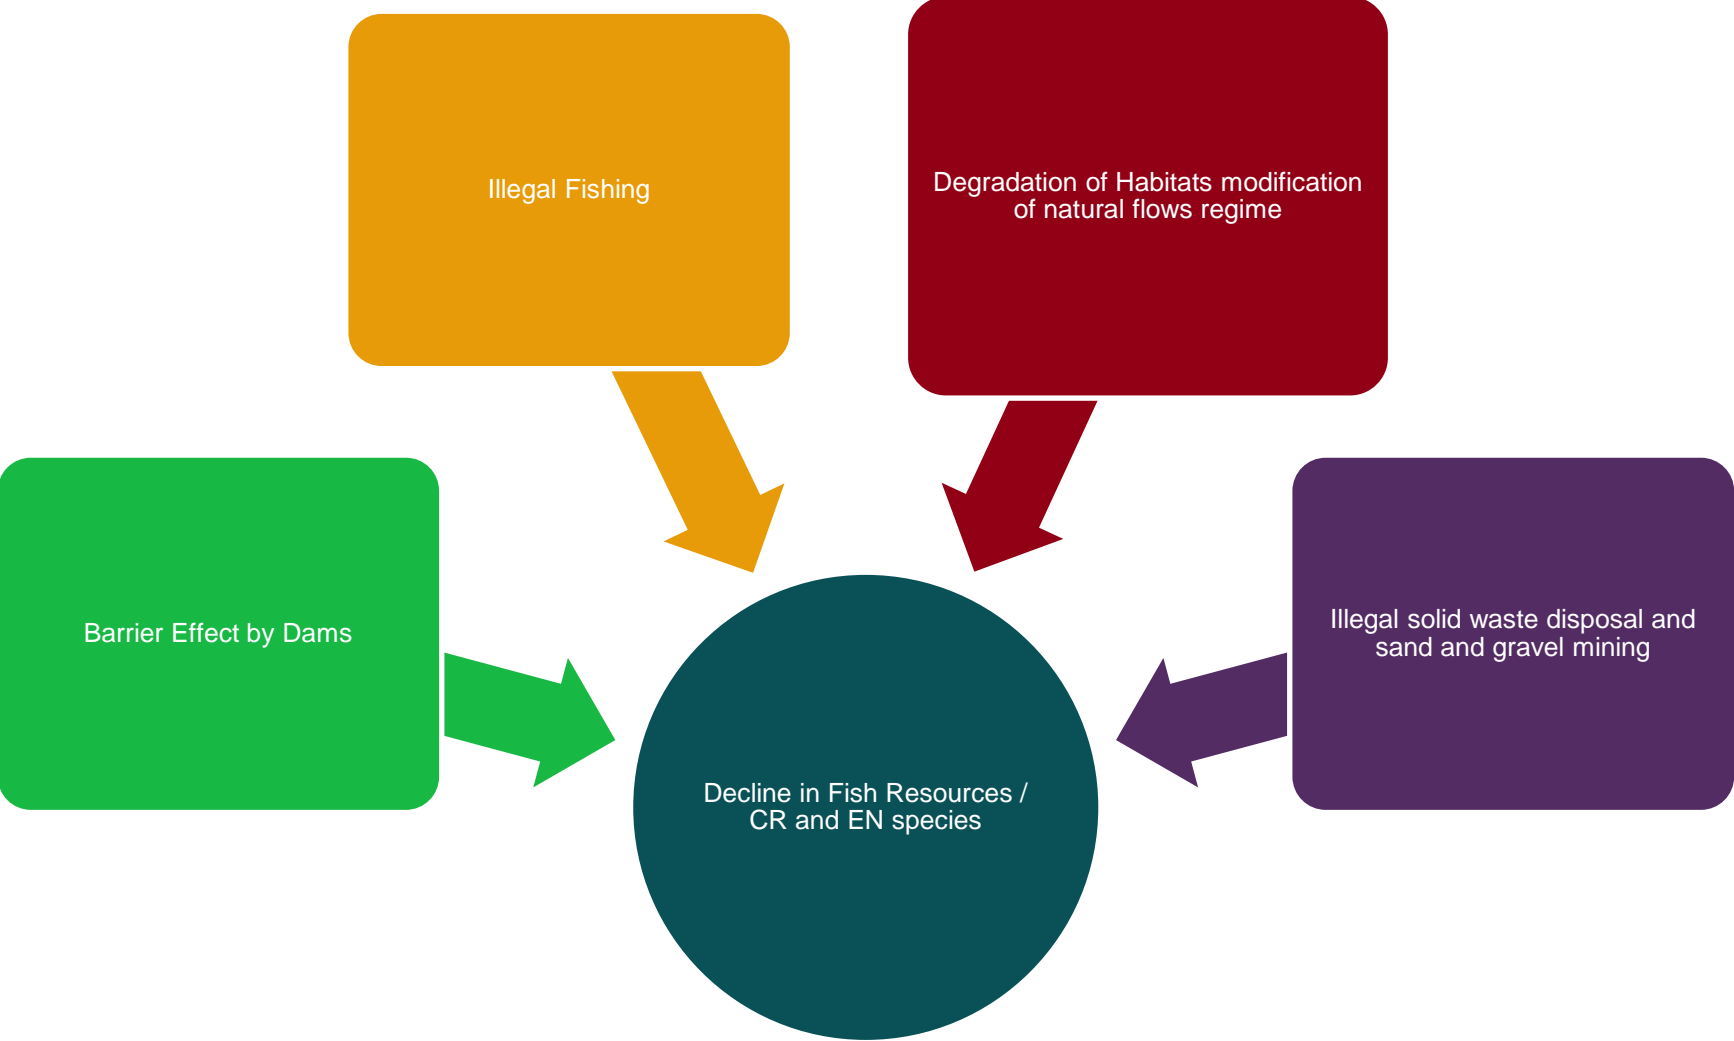 Illegal Fishing
Degradation of Habitats modification
of natural flows regime
Barrier Effect by Dams
Illegal solid waste disposal and
sand and gravel mining
Decline in Fish Resources /
CR and EN species